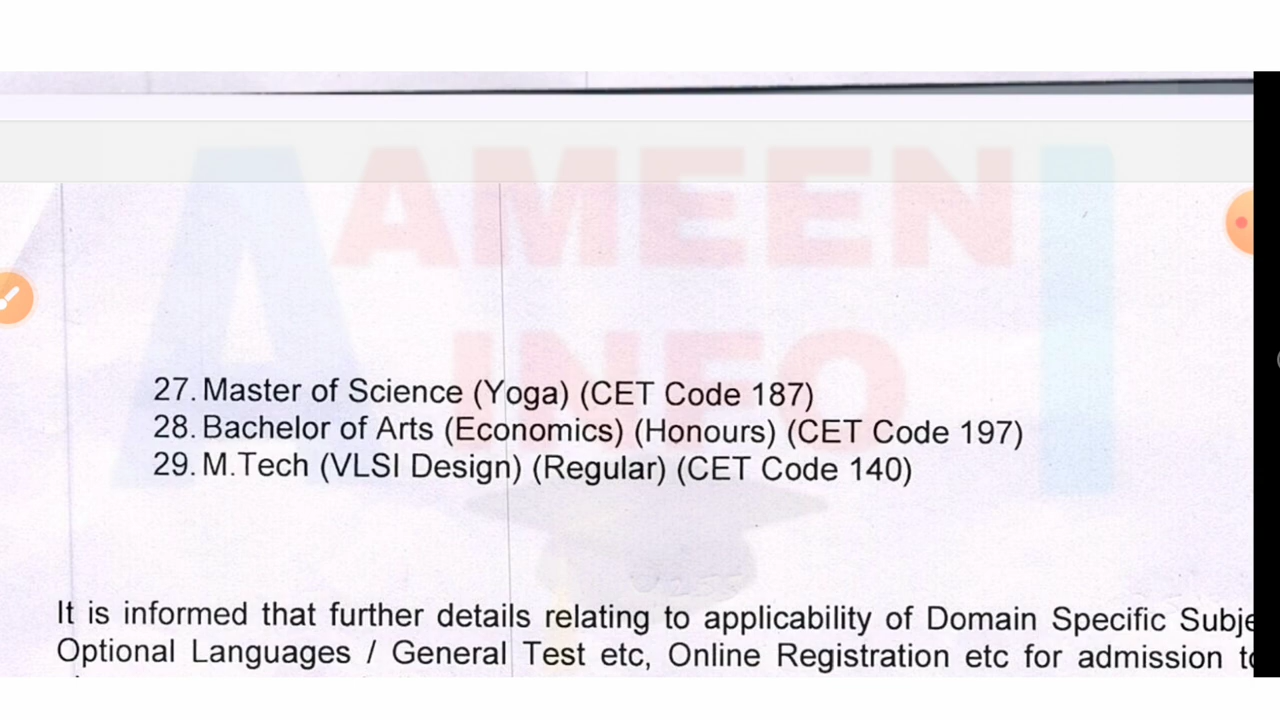 AMEEN
INFO
27. Master of Science (Yoga) (CET Code 187)
28. Bachelor of Arts (Economics) (Honours) (CET Code 197)
29. M.Tech (VLSI Design) (Regular) (CET Code 140)
It is informed that further details relating to applicability of Domain Specific
Optional Languages / General Test etc, Online Registration etc for admission